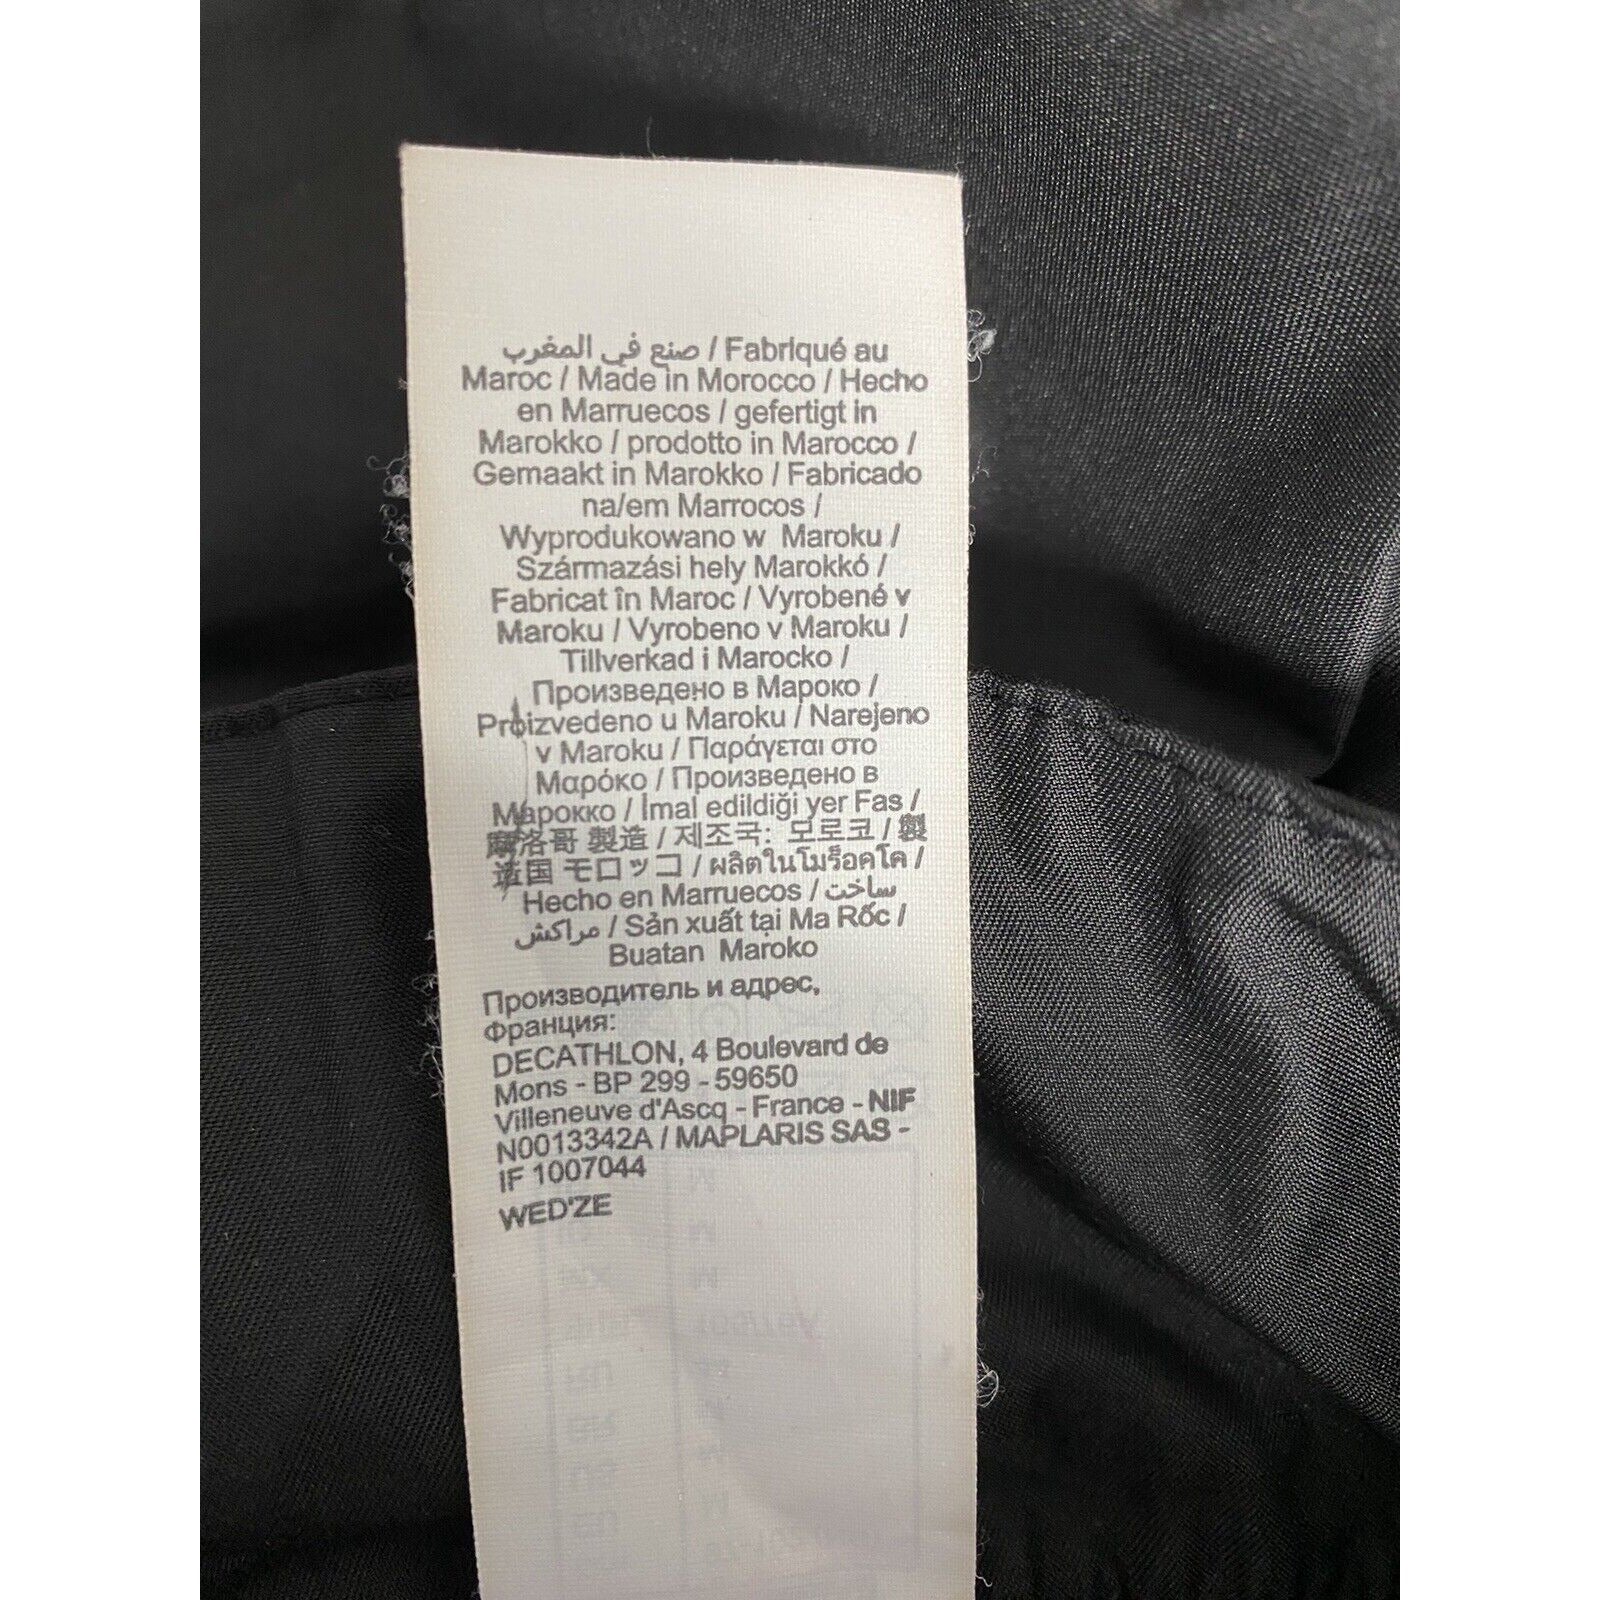 صنع في المغرب / Fabriqué au
Maroc / Made in Morocco / Hecho
en Marruecos / gefertigt in
Marokko / prodotto in Marocco /
Gemaakt in Marokko / Fabricado
na/em Marrocos /
Wyprodukowano w Maroku /
Származási hely Marokkó /
Fabricat în Maroc / Vyrobené v
Maroku / Vyrobeno v Maroku /
Tillverkad i Marocko /
Произведено в Мароко /
Proizvedeno u Maroku / Narejeno
v Maroku / Παράγεται στο
Μαρόκο / Произведено в
Марокко / İmal edildiği yer Fas /
摩洛哥 製造 / 제조국: 모로코 / 製
造国 モロッコ / ผลิตในโมร็อคโค /
Hecho en Marruecos / ساخت
مراکش / Sản xuất tại Ma Rốc /
Buatan Maroko
Производитель и адрес,
Франция:
DECATHLON, 4 Boulevard de
Mons - BP 299 - 59650
Villeneuve d'Ascq - France - NIF
N0013342A / MAPLARIS SAS -
IF 1007044
WED'ZE